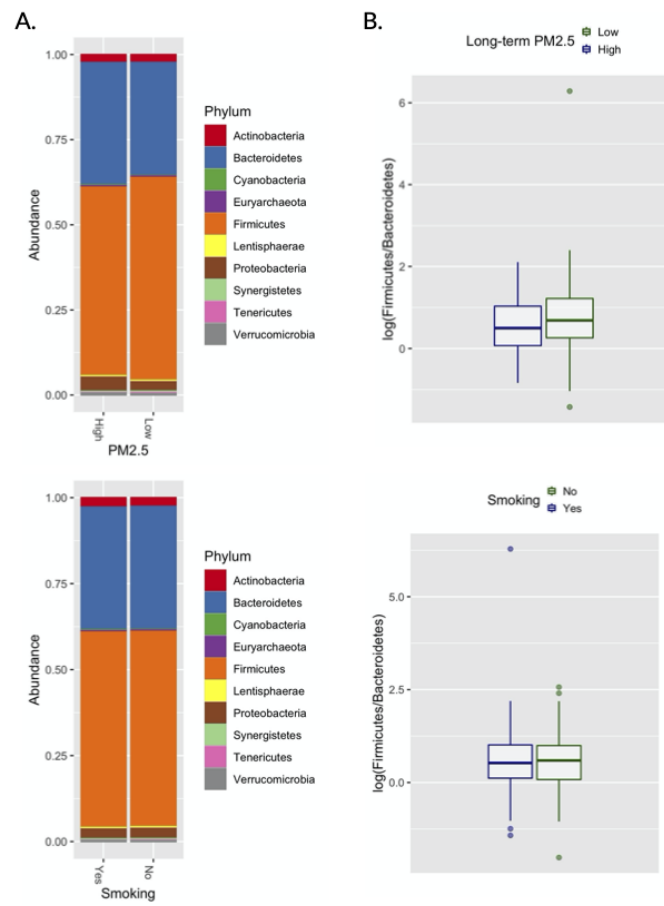 A.
1.00
0.75
0.50
0.25
0.00
Abundance
High
Low
PM2.5
Phylum
Actinobacteria
Bacteroidetes
Cyanobacteria
Euryarchaeota
Firmicutes
Lentisphaerae
Proteobacteria
Synergistetes
Tenericutes
Verrucomicrobia
B.
Long-term PM2.5
Low
High
6
4
2
0
log(Firmicutes/Bacteroidetes)
1.00
0.75
0.50
0.25
0.00
Abundance
Yes
No
Smoking
Phylum
Actinobacteria
Bacteroidetes
Cyanobacteria
Euryarchaeota
Firmicutes
Lentisphaerae
Proteobacteria
Synergistetes
Tenericutes
Verrucomicrobia
Smoking
No
Yes
5.0
2.5
0.0
log(Firmicutes/Bacteroidetes)